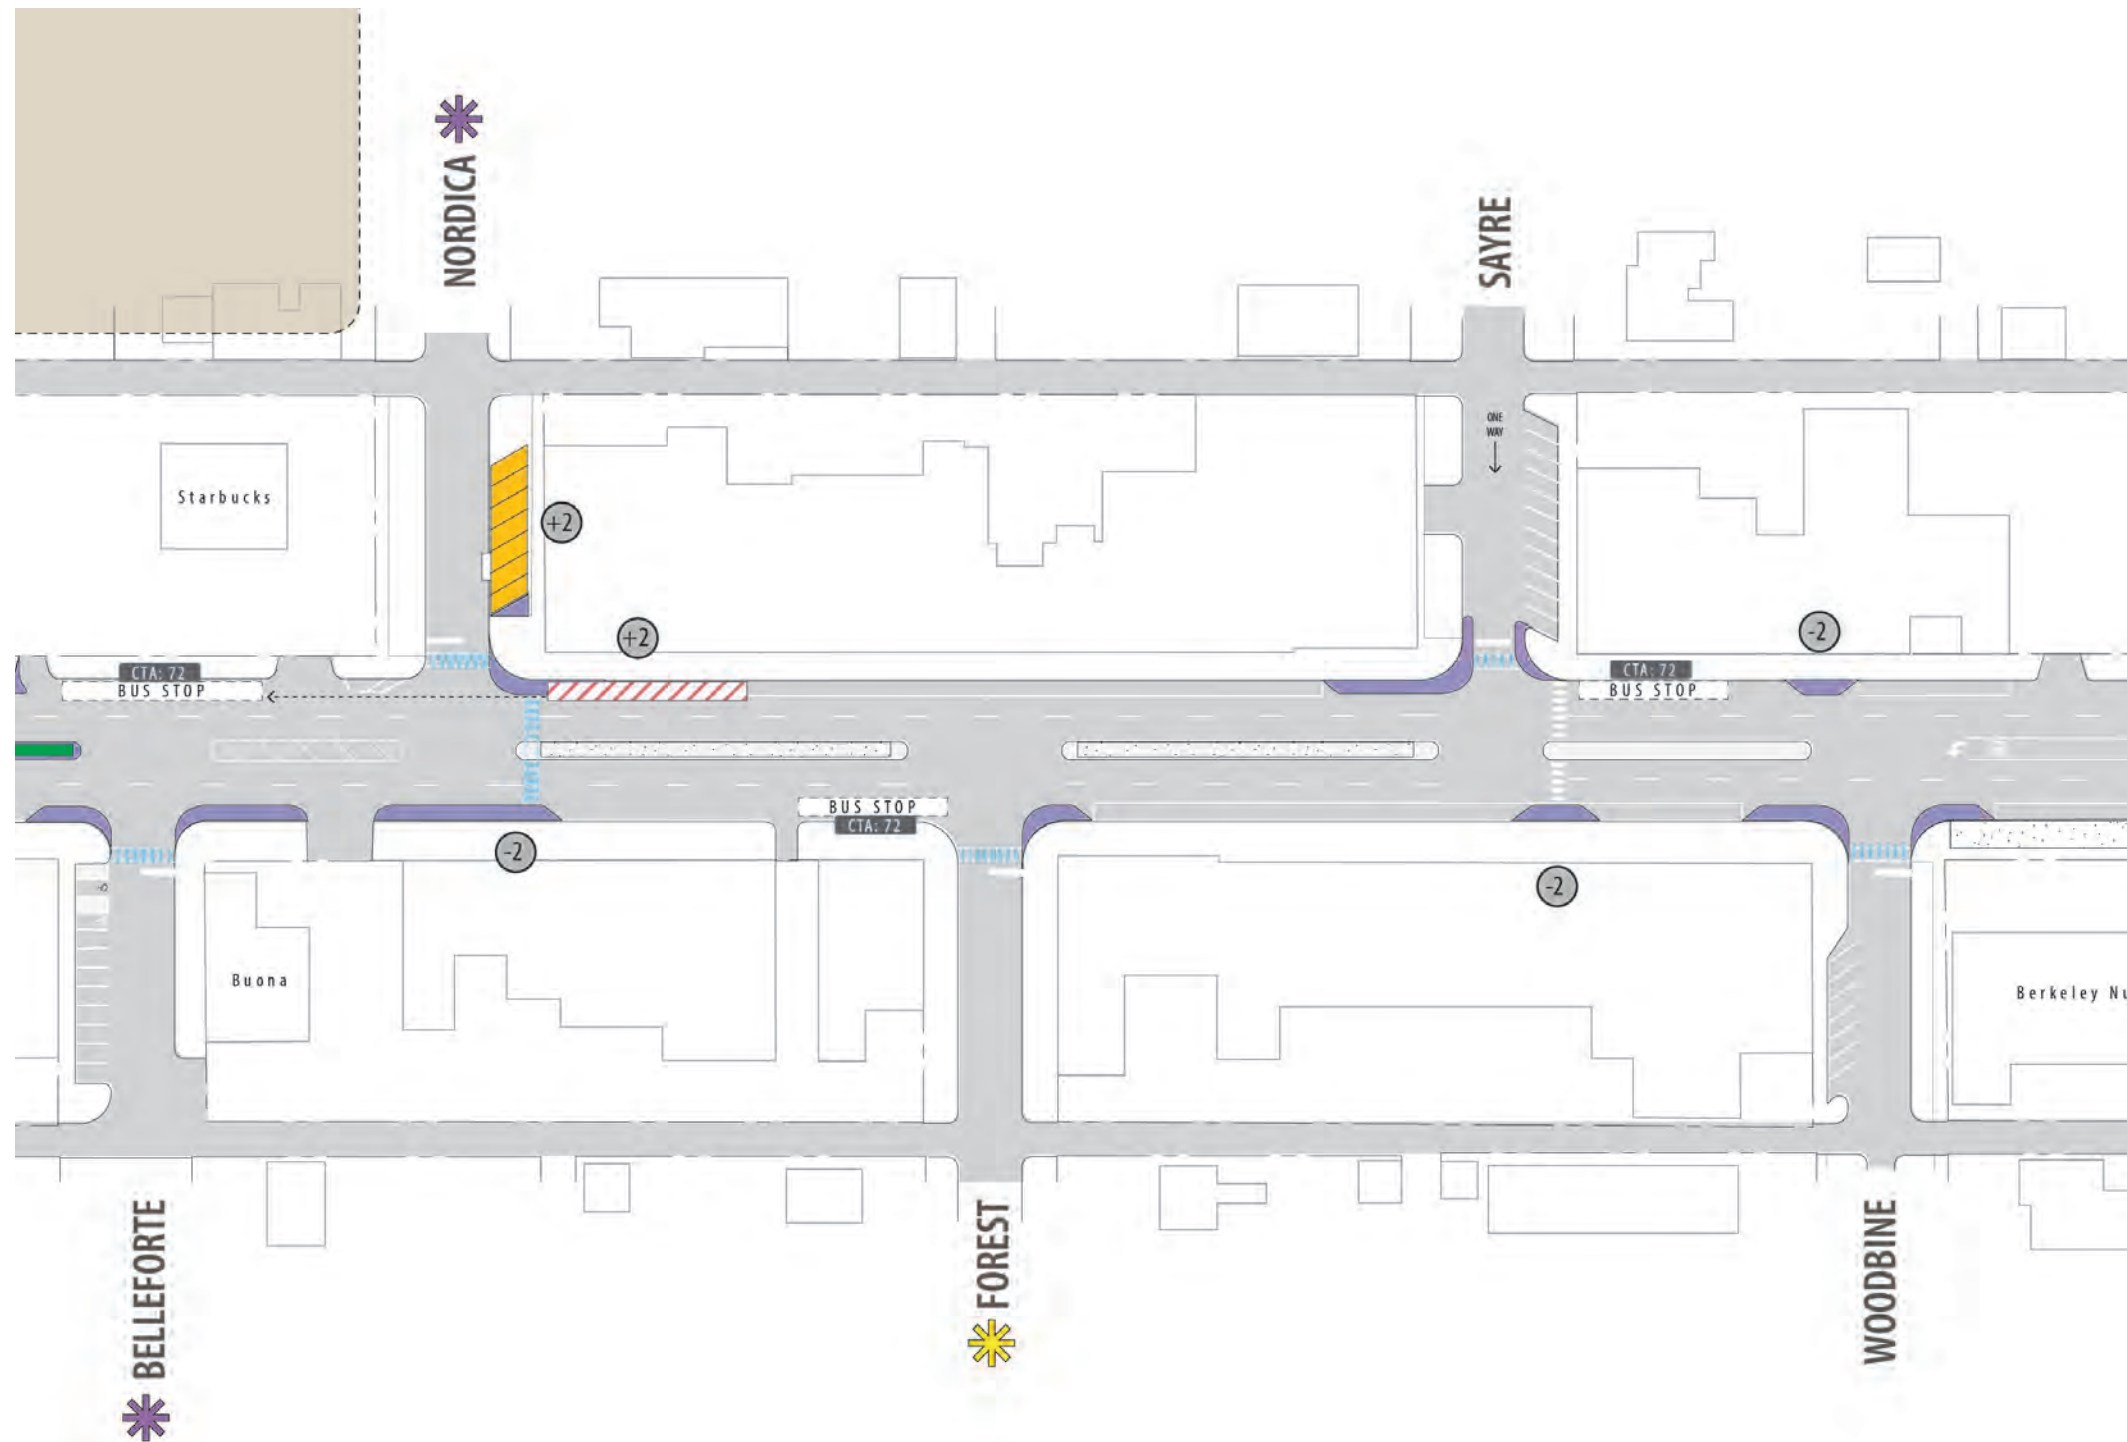 NORDICA
SAYRE
ONE
WAY
Starbucks
+2
+2
-2
CTA: 72
BUS STOP
CTA: 72
BUS STOP
BUS STOP
CTA: 72
-2
-2
Buona
Berkeley
BELLEFORTE
FOREST
WOODBINE